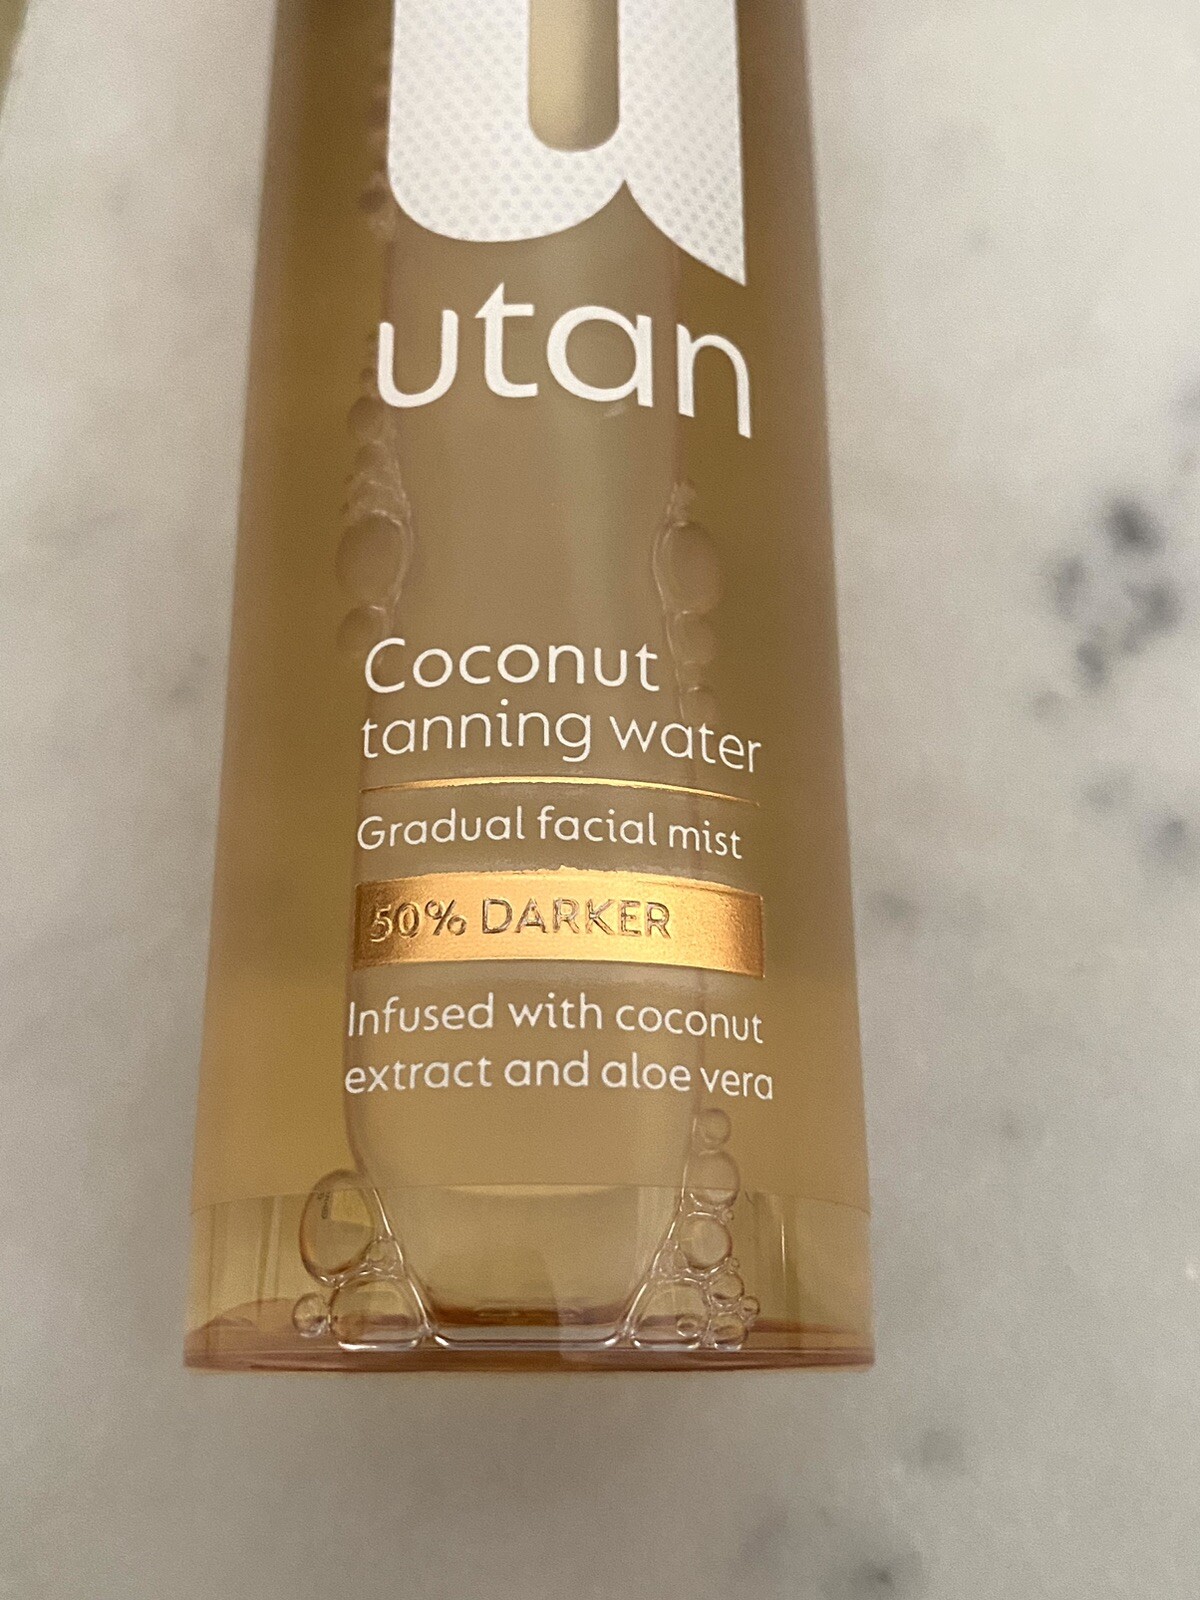 u
utan
Coconut
tanning water
Gradual facial mist
50% DARKER
Infused with coconut
extract and aloe vera